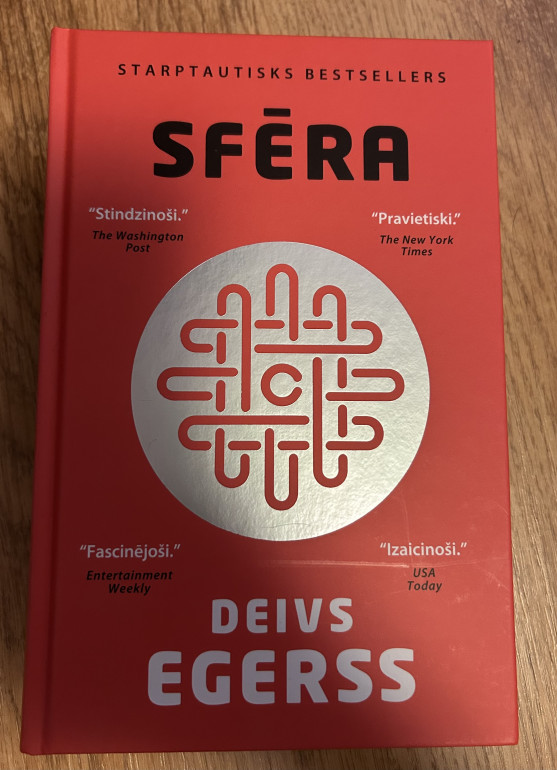 STARPTAUTISKS BESTSELLERS
SFĒRA
“Stindzinoši.”
The Washington
Post
“Pravietiski.”
The New York
Times
“Fascinējoši.”
Entertainment
Weekly
“Izaicinoši.”
USA
Today
DEIVS
EGERSS